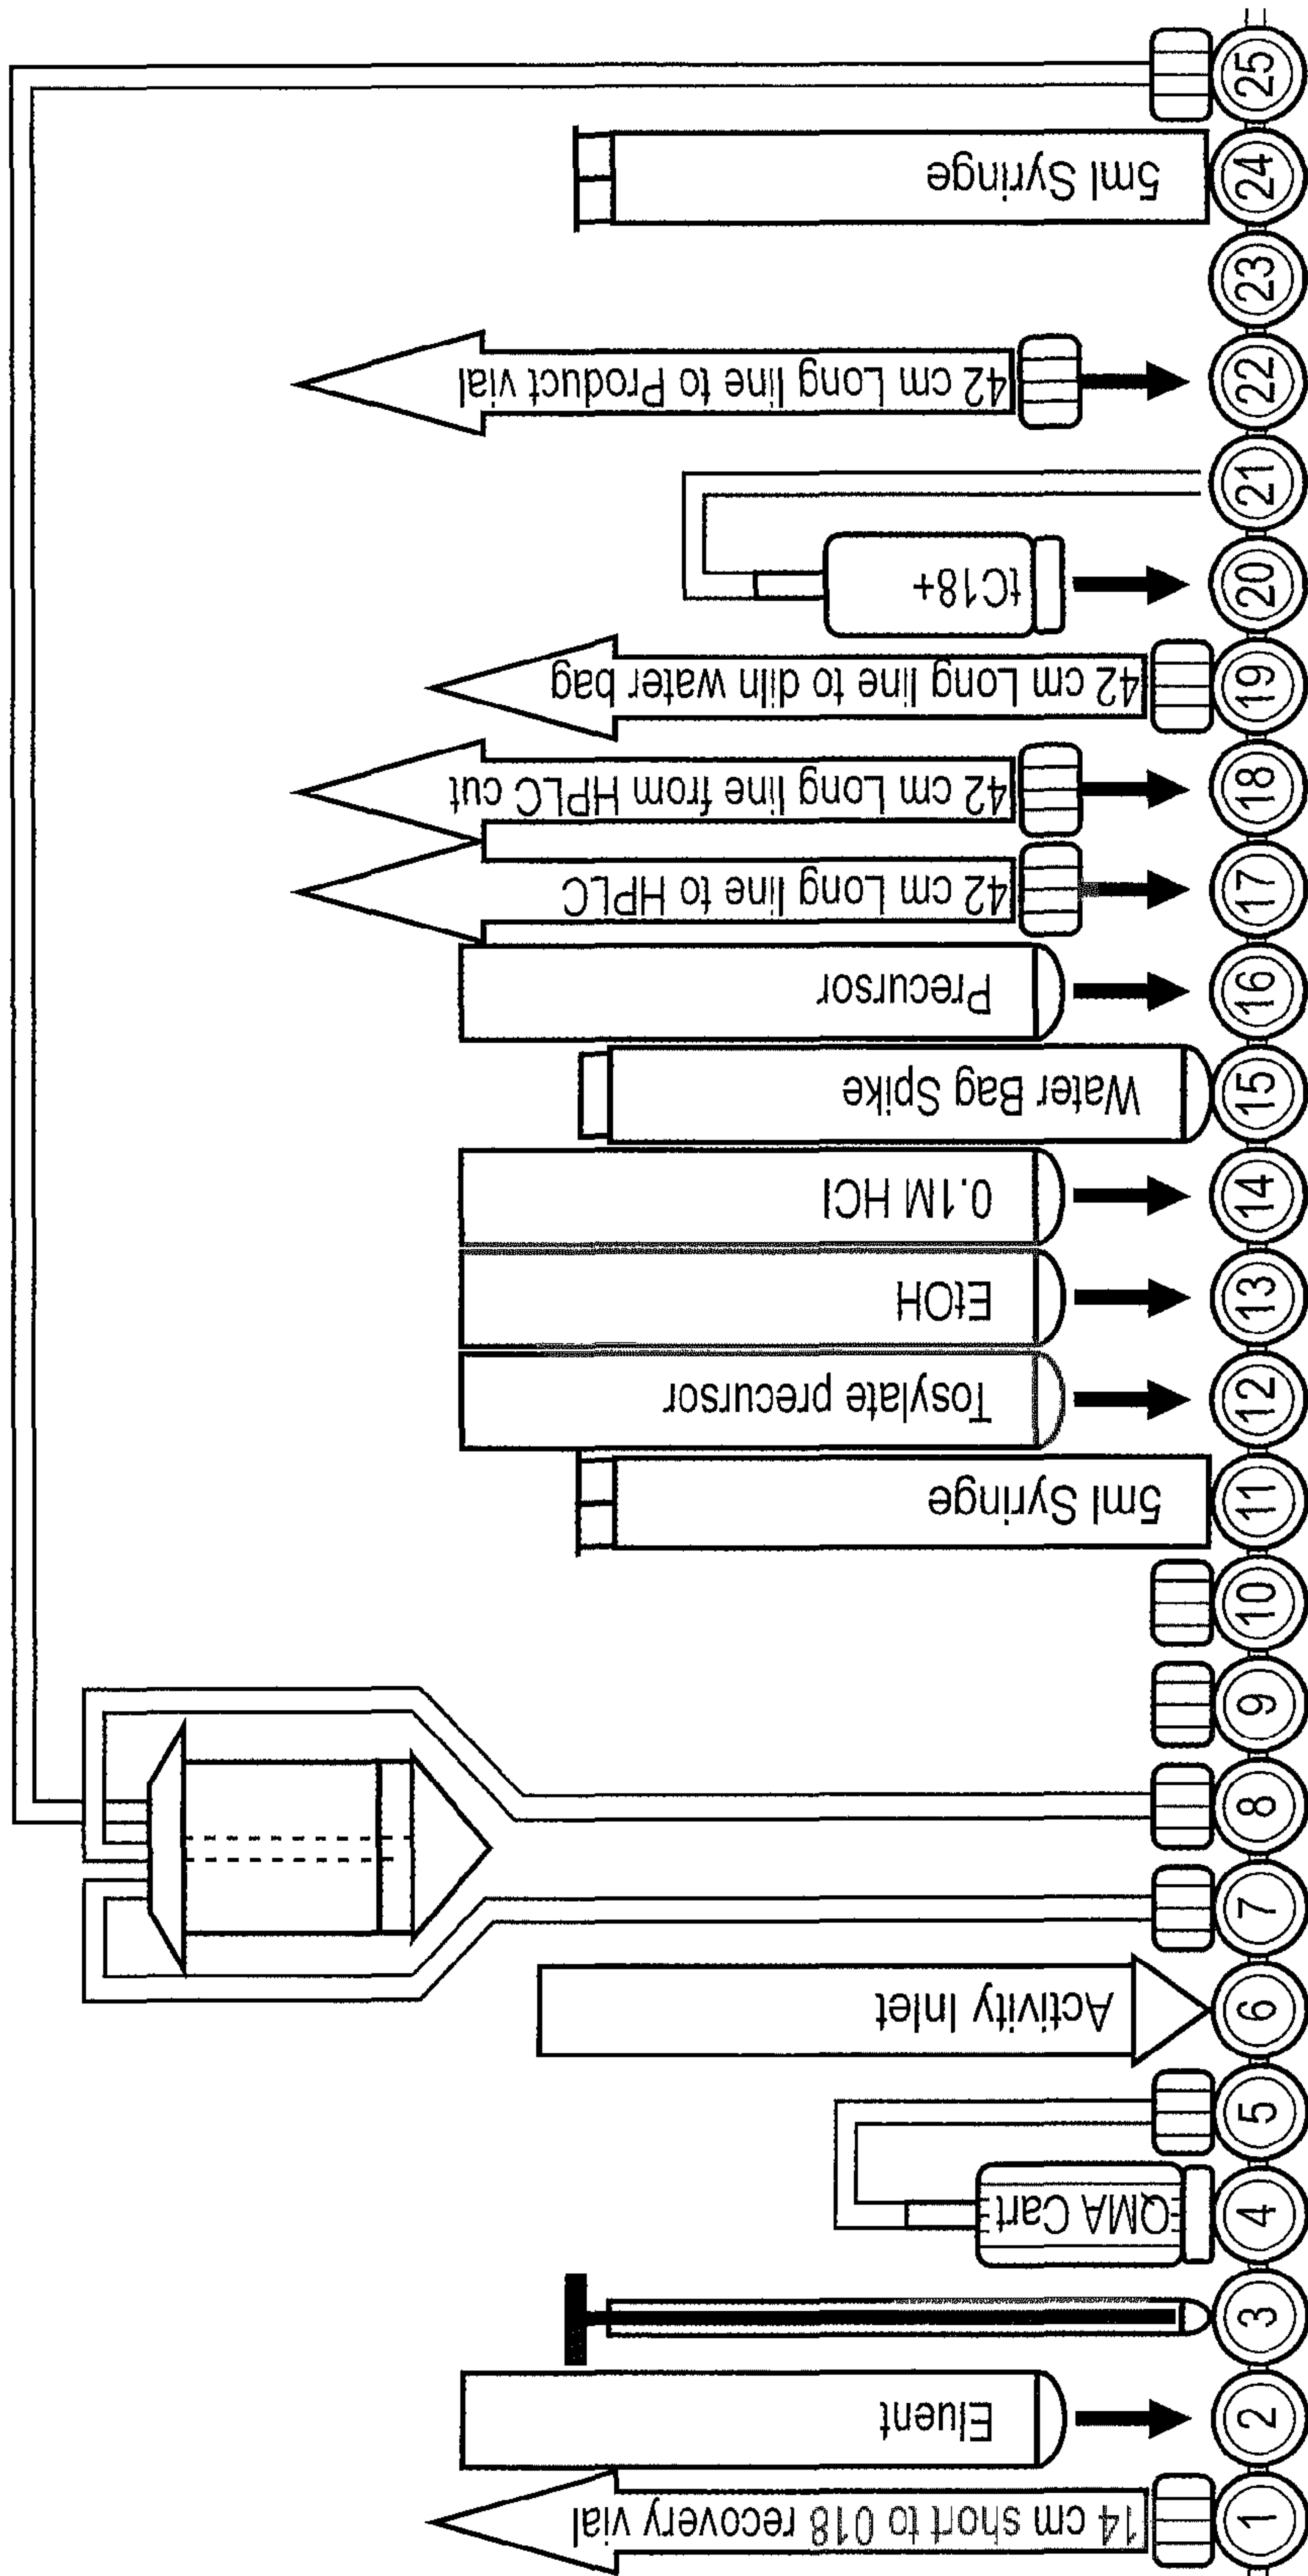 14 cm short to 018 recovery vial
Eluent
QMA Cart
Activity Inlet
5ml Syringe
Tosylate precursor
EtOH
0.1M HCl
Water Bag Spike
Precursor
42 cm Long line to HPLC
42 cm Long line from HPLC cut
42 cm Long line to diln water bag
tC18+
42 cm Long line to Product vial
5ml Syringe
1 2 3 4 5 6 7 8 9 10 11 12 13 14 15 16 17 18 19 20 21 22 23 24 25